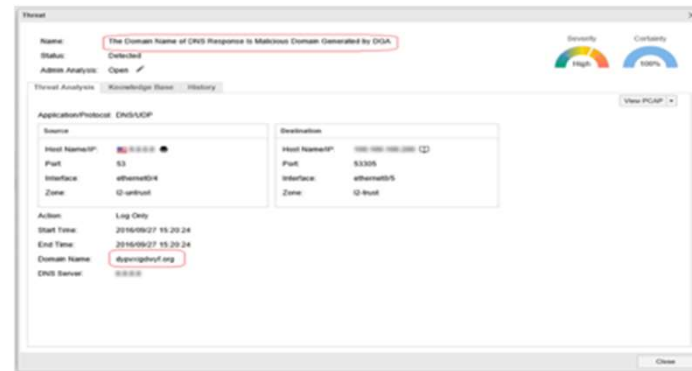 Threat
Name: The Domain Name of DNS Response Is Malicious Domain Generated by DGA
Severity
Certainty
Status: Detected
High
100%
Admin Analysis: Open
Threat Analysis Knowledge Base History
View PCAP
Application/Protocol: DNS/UDP
Source
Destination
Host Name/IP:
Host Name/IP:
Port: 53
Port: 53305
Interface: ethernet0/4
Interface: ethernet0/5
Zone: l2-untrust
Zone: l2-trust
Action: Log Only
Start Time: 2016/09/27 15:20:24
End Time: 2016/09/27 15:20:24
Domain Name:
DNS Server:
Close